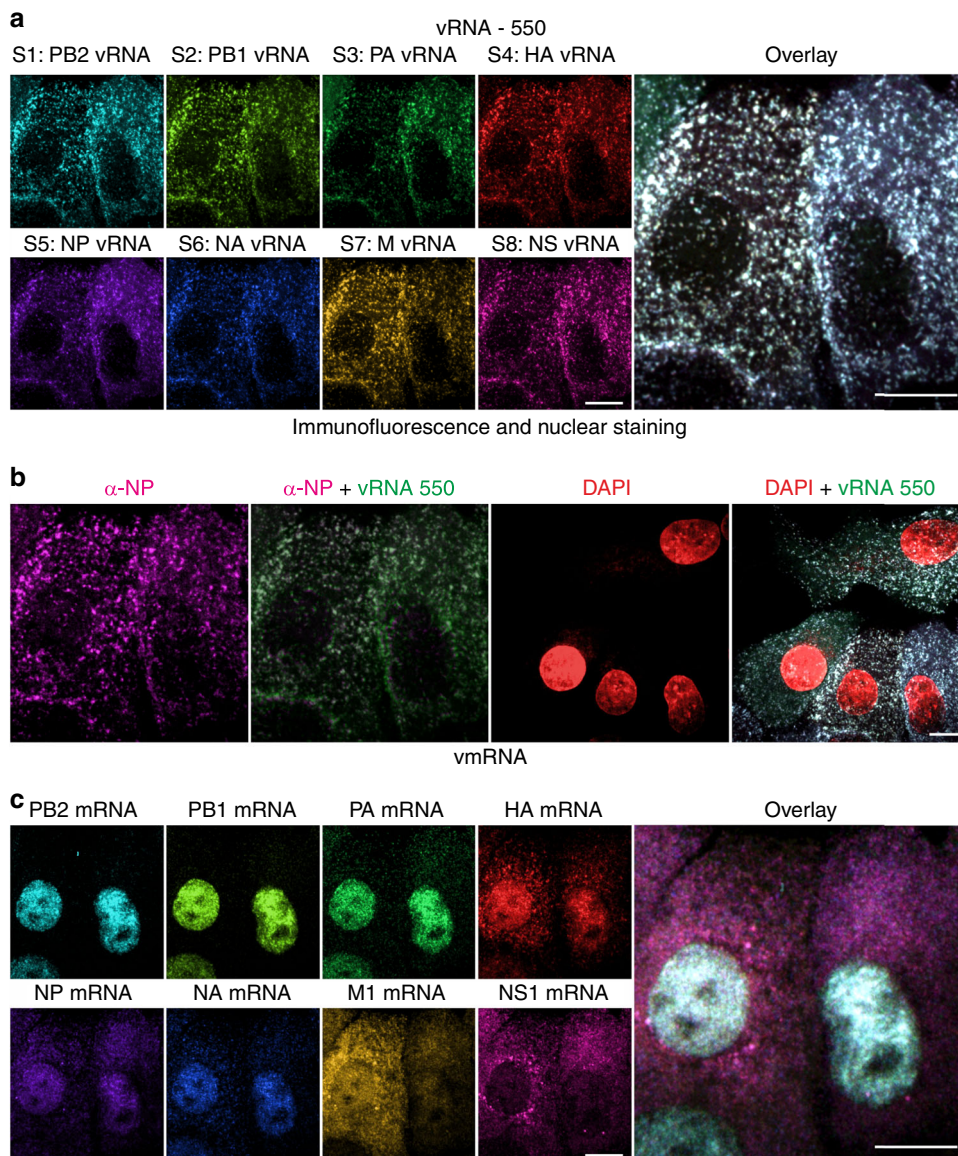 a
vRNA - 550
S1: PB2 vRNA S2: PB1 vRNA S3: PA vRNA S4: HA vRNA Overlay
S5: NP vRNA S6: NA vRNA S7: M vRNA S8: NS vRNA
Immunofluorescence and nuclear staining
b
α-NP α-NP + vRNA 550 DAPI DAPI + vRNA 550
vmRNA
c
PB2 mRNA PB1 mRNA PA mRNA HA mRNA Overlay
NP mRNA NA mRNA M1 mRNA NS1 mRNA